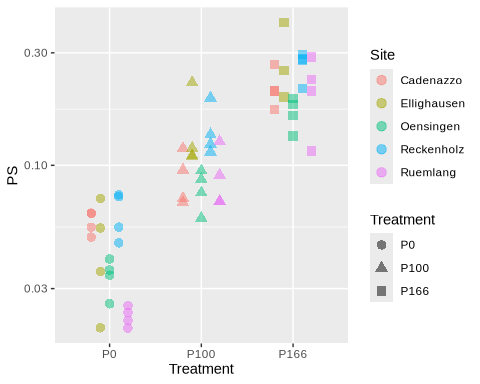 0.30
0.10
0.03
PS
P0 P100 P166
Treatment
Site
Cadenazzo
Ellighausen
Oensingen
Reckenholz
Ruemlang
Treatment
P0
P100
P166